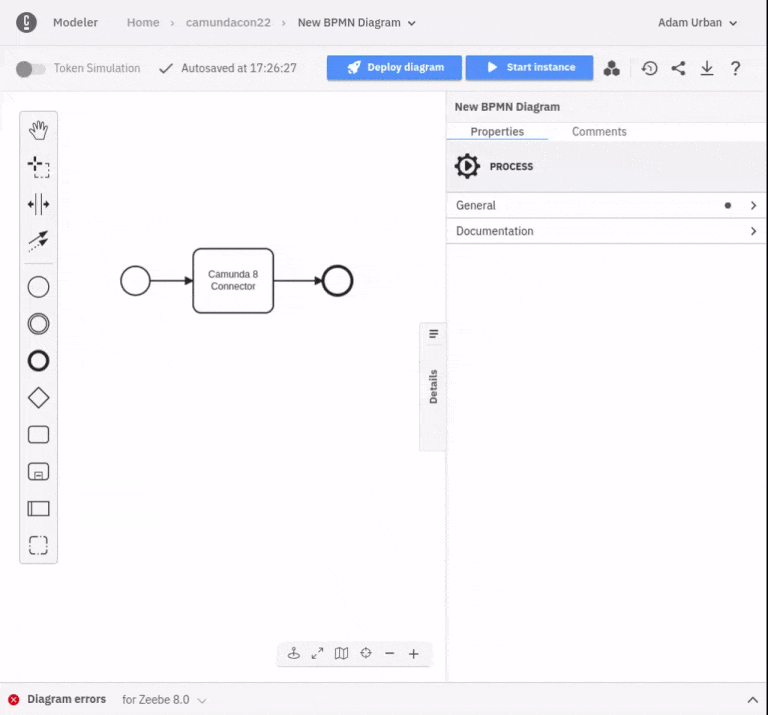 Modeler Home › camundacon22 › New BPMN Diagram Adam Urban
Token Simulation Autosaved at 17:26:27 Deploy diagram Start instance ?
New BPMN Diagram
Properties Comments
PROCESS
General
Documentation
Camunda 8
Connector
Details
Diagram errors for Zeebe 8.0